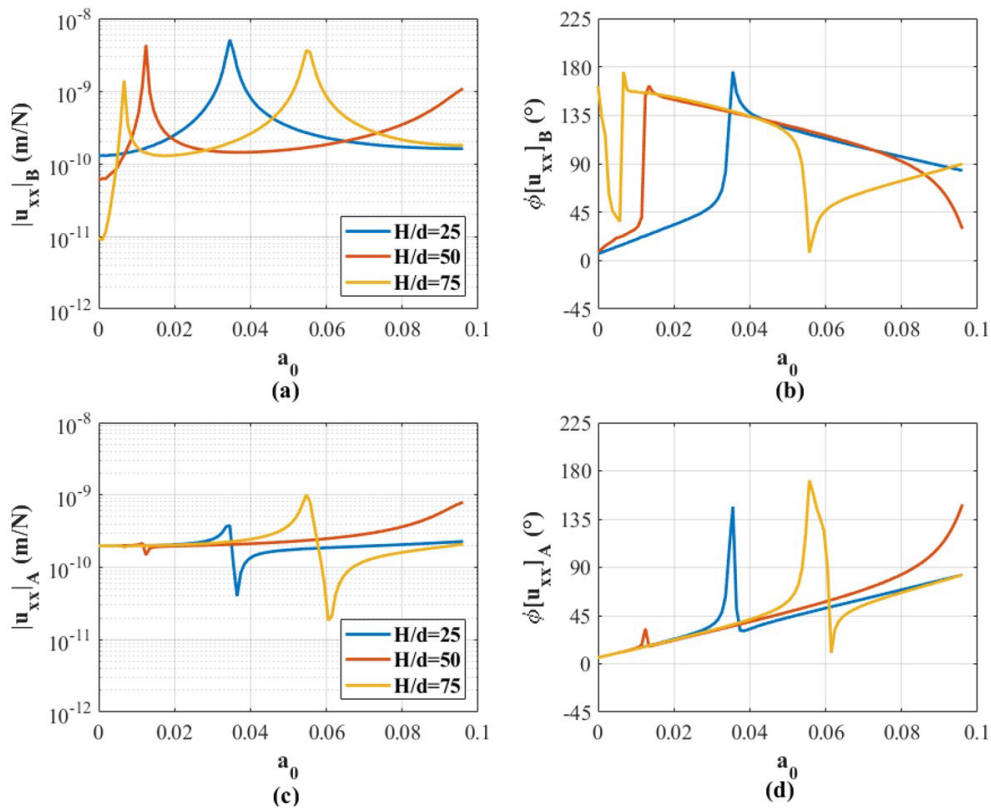 10^-8
10^-9
10^-10
10^-11
10^-12
|u_xx|_B (m/N)
H/d=25
H/d=50
H/d=75
0 0.02 0.04 0.06 0.08 0.1
a_0
(a)
225
180
135
90
45
0
-45
ϕ[u_xx]_B (°)
0 0.02 0.04 0.06 0.08 0.1
a_0
(b)
10^-8
10^-9
10^-10
10^-11
10^-12
|u_xx|_A (m/N)
H/d=25
H/d=50
H/d=75
0 0.02 0.04 0.06 0.08 0.1
a_0
(c)
225
180
135
90
45
0
-45
ϕ[u_xx]_A (°)
0 0.02 0.04 0.06 0.08 0.1
a_0
(d)